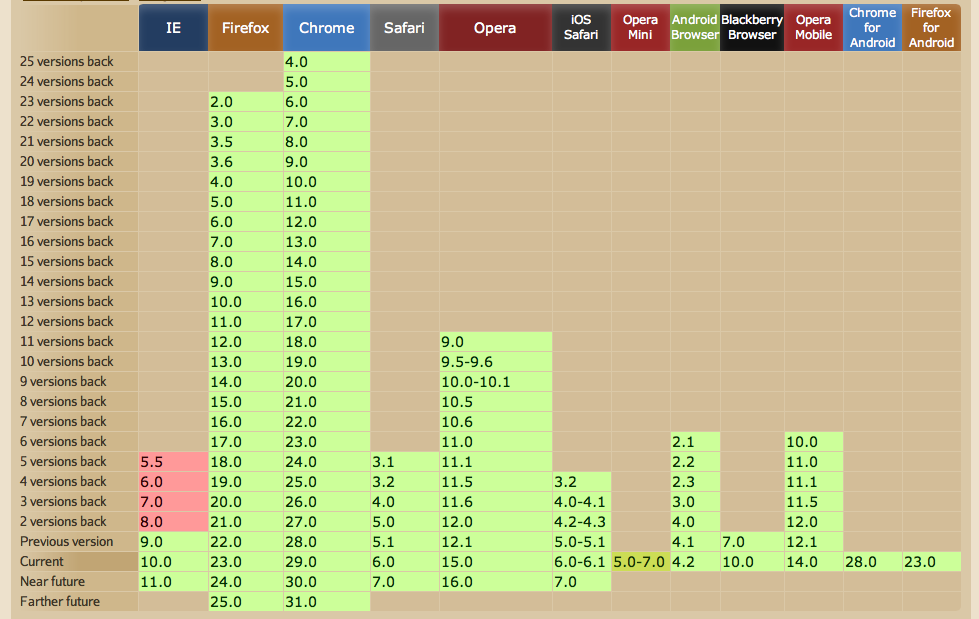 IE Firefox Chrome Safari Opera iOS Safari Opera Mini Android Browser Blackberry Browser Opera Mobile Chrome for Android Firefox for Android
25 versions back 4.0
24 versions back 5.0
23 versions back 2.0 6.0
22 versions back 3.0 7.0
21 versions back 3.5 8.0
20 versions back 3.6 9.0
19 versions back 4.0 10.0
18 versions back 5.0 11.0
17 versions back 6.0 12.0
16 versions back 7.0 13.0
15 versions back 8.0 14.0
14 versions back 9.0 15.0
13 versions back 10.0 16.0
12 versions back 11.0 17.0
11 versions back 12.0 18.0 9.0
10 versions back 13.0 19.0 9.5-9.6
9 versions back 14.0 20.0 10.0-10.1
8 versions back 15.0 21.0 10.5
7 versions back 16.0 22.0 10.6
6 versions back 17.0 23.0 11.0 2.1 10.0
5 versions back 5.5 18.0 24.0 3.1 11.1 2.2 11.0
4 versions back 6.0 19.0 25.0 3.2 11.5 3.2 2.3 11.1
3 versions back 7.0 20.0 26.0 4.0 11.6 4.0-4.1 3.0 11.5
2 versions back 8.0 21.0 27.0 5.0 12.0 4.2-4.3 4.0 12.0
Previous version 9.0 22.0 28.0 5.1 12.1 5.0-5.1 4.1 7.0 12.1
Current 10.0 23.0 29.0 6.0 15.0 6.0-6.1 5.0-7.0 4.2 10.0 14.0 28.0 23.0
Near future 11.0 24.0 30.0 7.0 16.0 7.0
Farther future 25.0 31.0